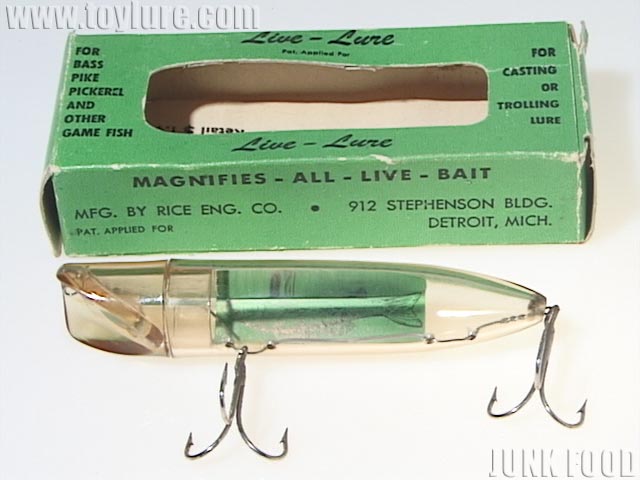 www.toylure.com
Live-Lure
Pat. Applied For
FOR
BASS
PIKE
PICKEREL
AND
OTHER
GAME FISH
FOR
CASTING
OR
TROLLING
LURE
Retail $
Live-Lure
MAGNIFIES-ALL-LIVE-BAIT
MFG. BY RICE ENG. CO. • 912 STEPHENSON BLDG.
PAT. APPLIED FOR DETROIT, MICH.
JUNK FOOD